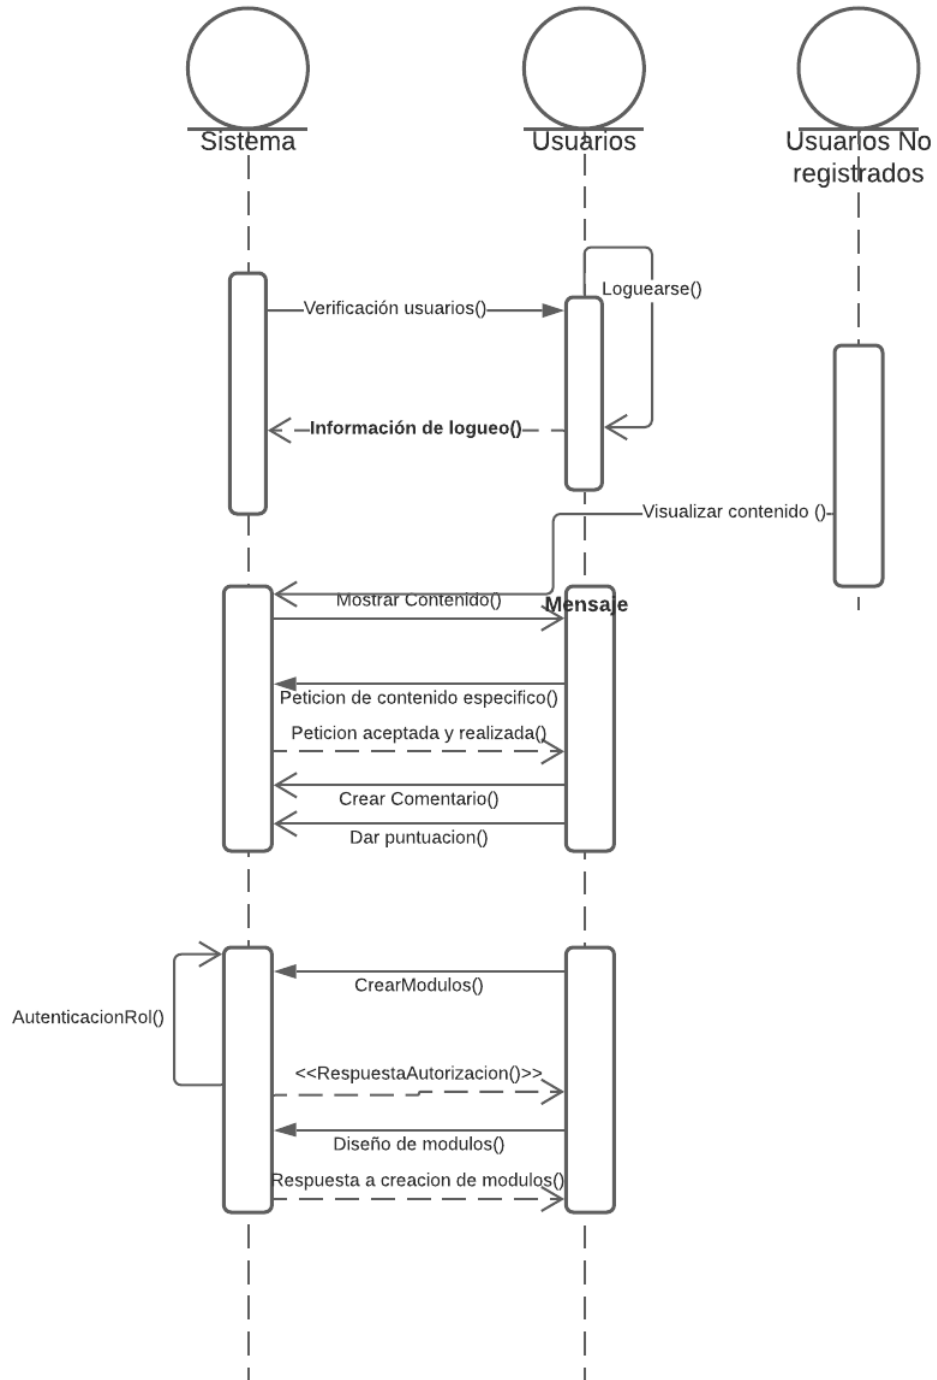 Sistema
Usuarios
Usuarios No
registrados
Loguearse()
Verificación usuarios()
Información de logueo()
Visualizar contenido ()
Mostrar Contenido()
Mensaje
Peticion de contenido especifico()
Peticion aceptada y realizada()
Crear Comentario()
Dar puntuacion()
CrearModulos()
AutenticacionRol()
<<RespuestaAutorizacion()>>
Diseño de modulos()
Respuesta a creacion de modulos()